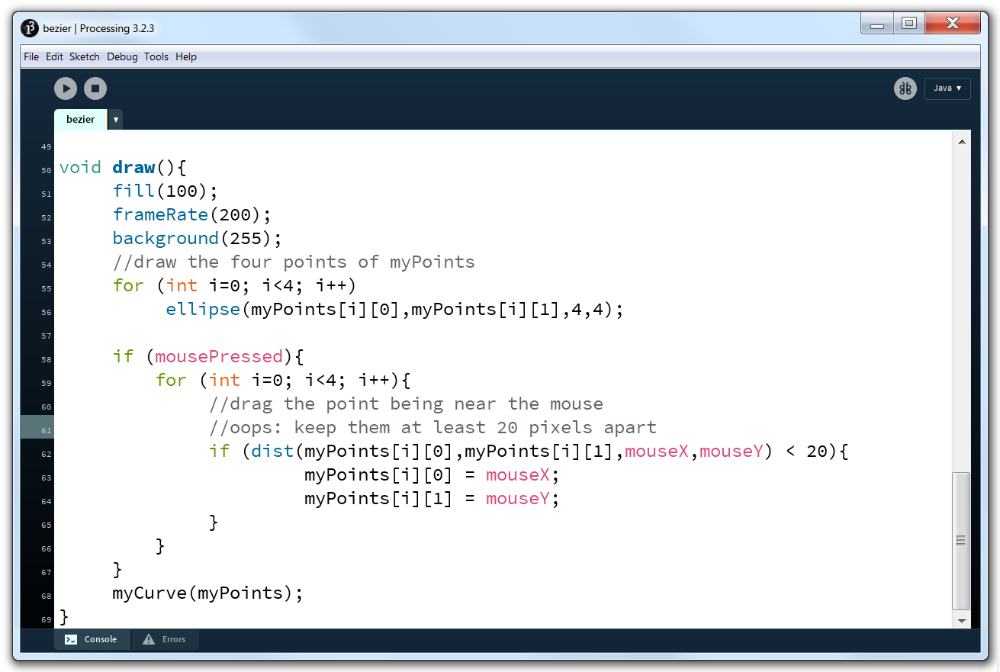 bezier | Processing 3.2.3
File Edit Sketch Debug Tools Help
Java ▼
bezier ▼
49
50 void draw(){
51 fill(100);
52 frameRate(200);
53 background(255);
54 //draw the four points of myPoints
55 for (int i=0; i<4; i++)
56 ellipse(myPoints[i][0],myPoints[i][1],4,4);
57
58 if (mousePressed){
59 for (int i=0; i<4; i++){
60 //drag the point being near the mouse
61 //oops: keep them at least 20 pixels apart
62 if (dist(myPoints[i][0],myPoints[i][1],mouseX,mouseY) < 20){
63 myPoints[i][0] = mouseX;
64 myPoints[i][1] = mouseY;
65 }
66 }
67 }
68 myCurve(myPoints);
69 }
Console Errors